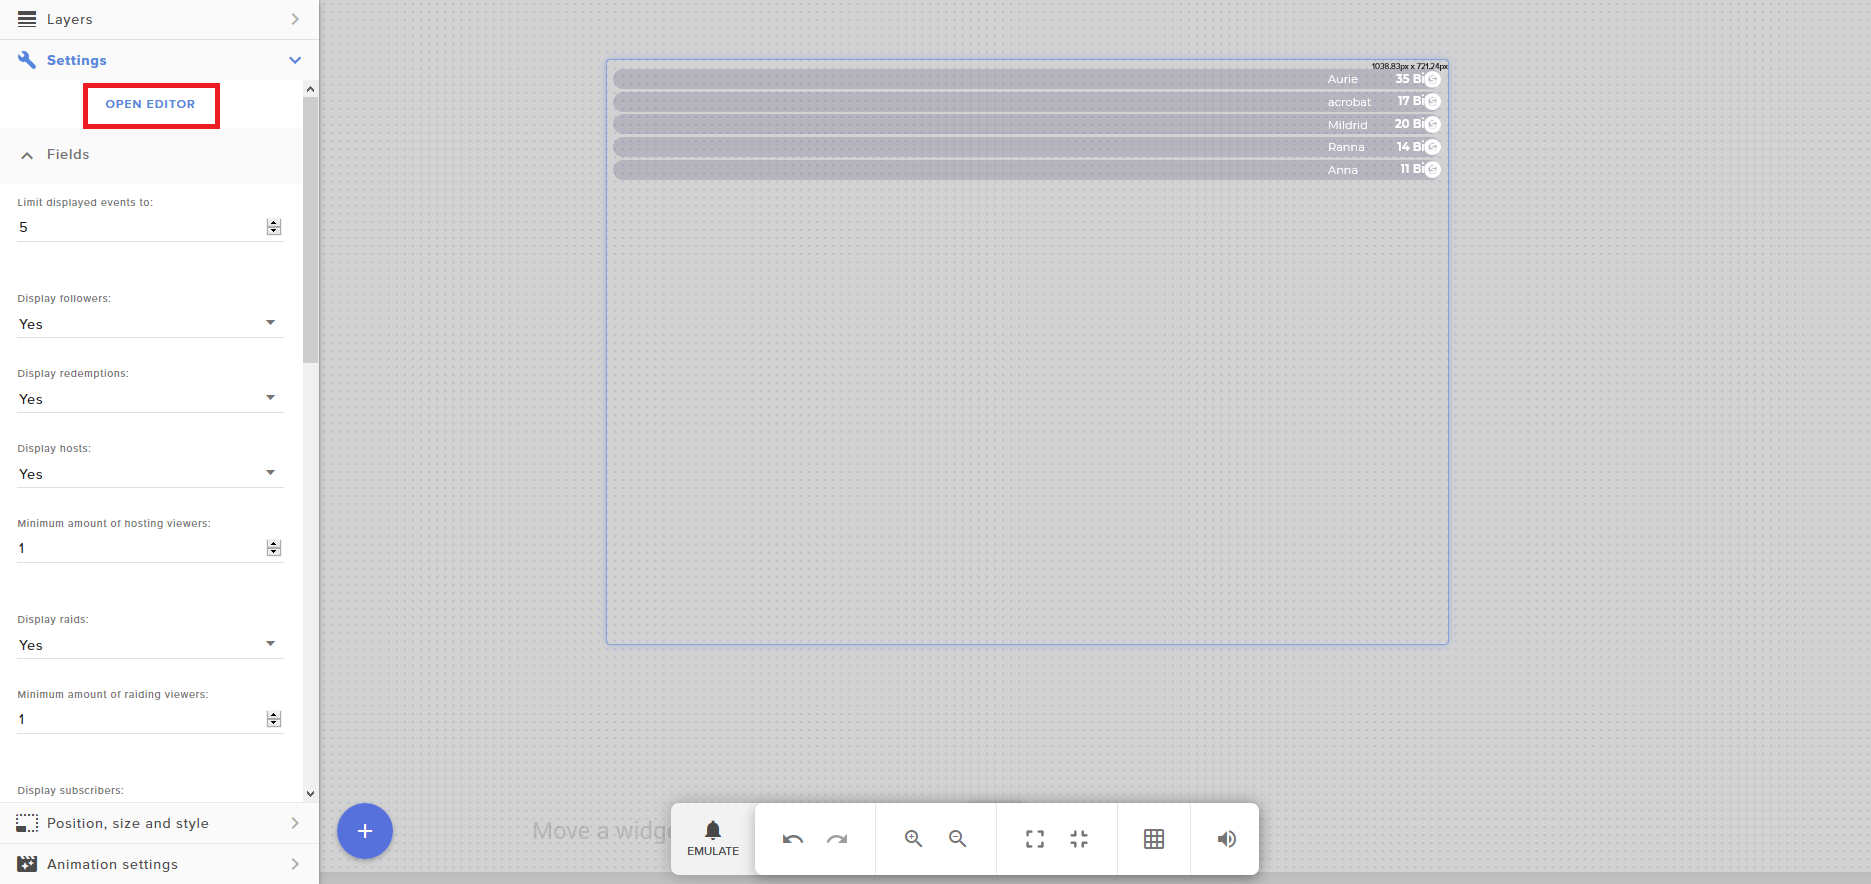 Layers
Settings
OPEN EDITOR
Fields
Limit displayed events to:
5
Display followers:
Yes
Display redemptions:
Yes
Display hosts:
Yes
Minimum amount of hosting viewers:
1
Display raids:
Yes
Minimum amount of raiding viewers:
1
Display subscribers:
Position, size and style
Animation settings
1038.83px x 721.24px
Aurie 35 Bi
acrobat 17 Bi
Mildrid 20 Bi
Ranna 14 Bi
Anna 11 Bi
Move a widge
EMULATE